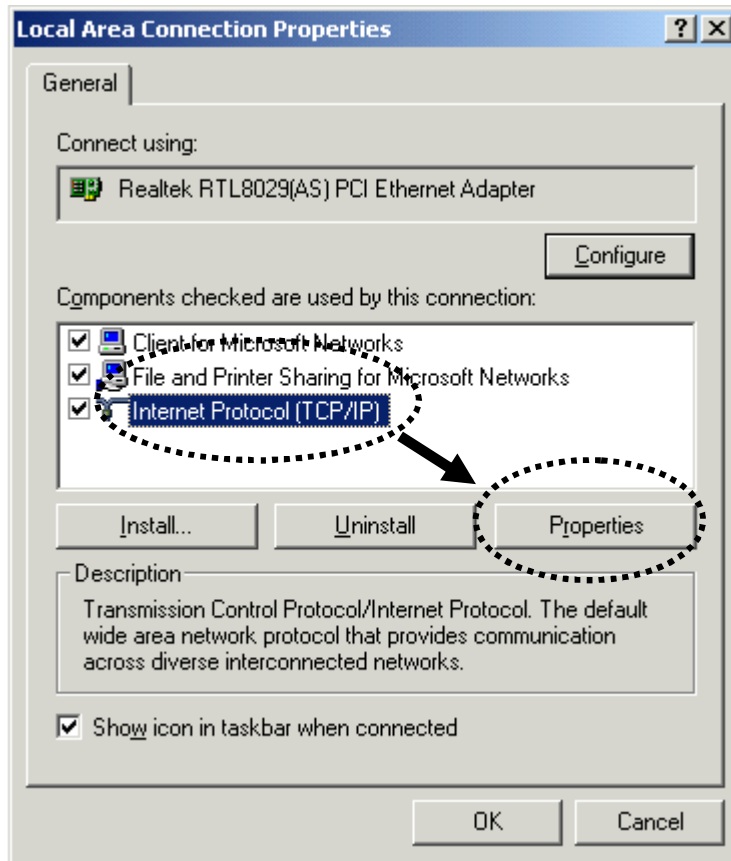 Local Area Connection Properties
General
Connect using:
Realtek RTL8029(AS) PCI Ethernet Adapter
Configure
Components checked are used by this connection:
Client for Microsoft Networks
File and Printer Sharing for Microsoft Networks
Internet Protocol (TCP/IP)
Install... Uninstall Properties
Description
Transmission Control Protocol/Internet Protocol. The default
wide area network protocol that provides communication
across diverse interconnected networks.
Show icon in taskbar when connected
OK Cancel